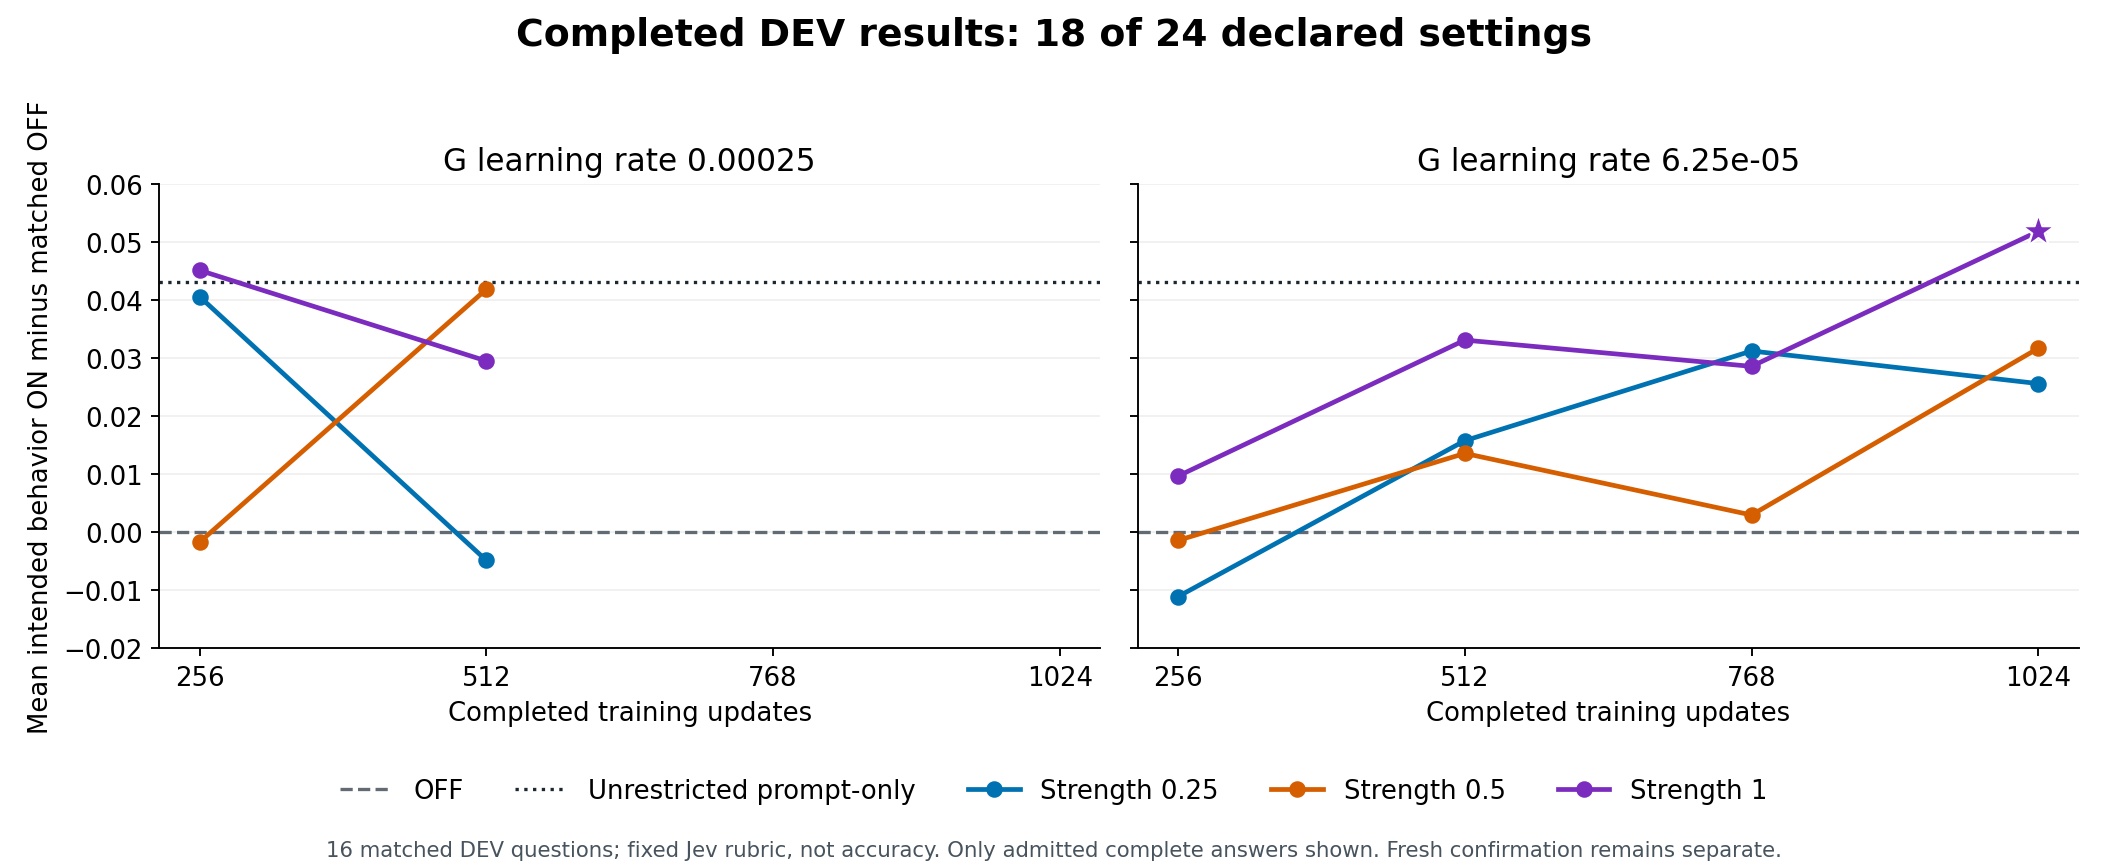 Completed DEV results: 18 of 24 declared settings
Mean intended behavior ON minus matched OFF
G learning rate 0.00025
0.06
0.05
0.04
0.03
0.02
0.01
0.00
−0.01
−0.02
256 512 768 1024
Completed training updates
G learning rate 6.25e-05
256 512 768 1024
Completed training updates
OFF Unrestricted prompt-only Strength 0.25 Strength 0.5 Strength 1
16 matched DEV questions; fixed Jev rubric, not accuracy. Only admitted complete answers shown. Fresh confirmation remains separate.